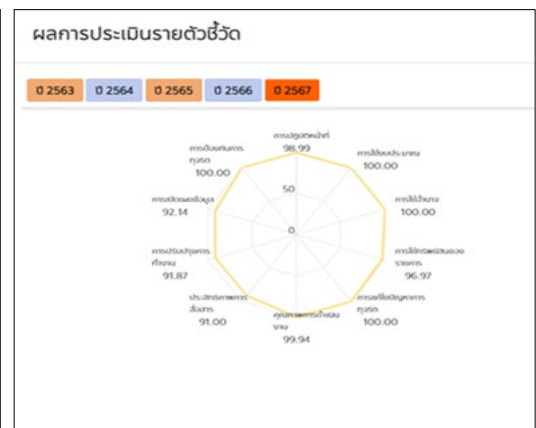 ผลการประเมินรายตัวชี้วัด
ปี 2563 ปี 2564 ปี 2565 ปี 2566 ปี 2567
การปฏิบัติหน้าที่
98.99
การใช้งบประมาณ
100.00
การใช้อำนาจ
100.00
การใช้ทรัพย์สินของ
ราชการ
96.97
การแก้ไขปัญหาการ
ทุจริต
100.00
คุณภาพการดำเนิน
งาน
99.94
ประสิทธิภาพการ
สื่อสาร
91.00
การปรับปรุงการ
ทำงาน
91.87
การเปิดเผยข้อมูล
92.14
การป้องกันการ
ทุจริต
100.00
50
0